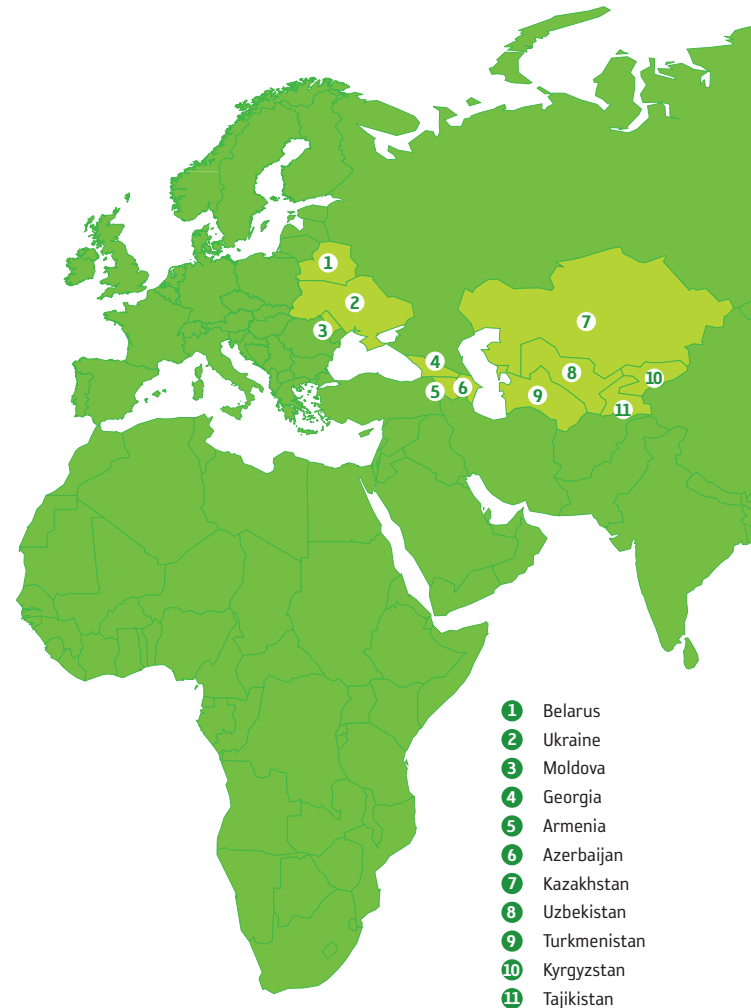 1
2
3
4
5
6
7
8
9
10
11
1 Belarus
2 Ukraine
3 Moldova
4 Georgia
5 Armenia
6 Azerbaijan
7 Kazakhstan
8 Uzbekistan
9 Turkmenistan
10 Kyrgyzstan
11 Tajikistan